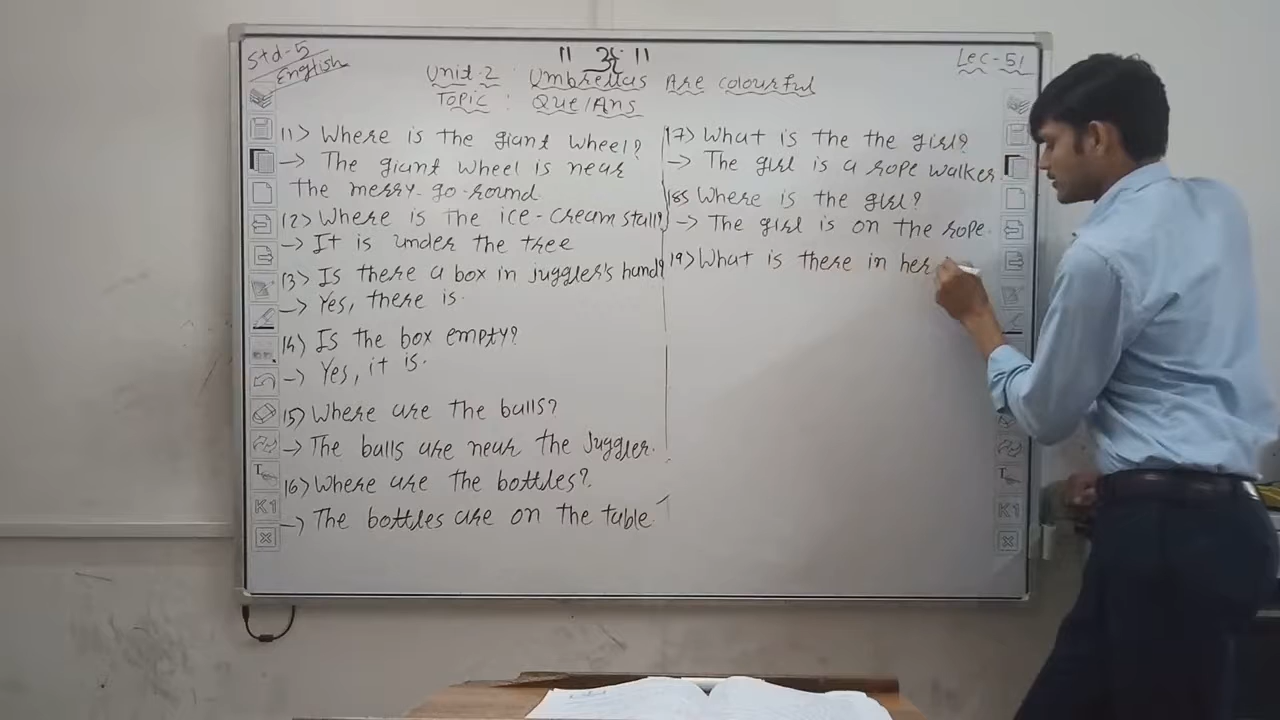 Std-5
English
" ૐ "
Lec-51
Unit-2 : Umbrellas Are colourful
Topic : Que/Ans
11> Where is the giant wheel?
-> The giant wheel is near
the merry-go-round
12> Where is the ice-cream stall?
-> It is under the tree
13> Is there a box in juggler's hand?
-> Yes, there is.
14) Is the box empty?
-> Yes, it is.
15) Where are the balls?
-> The balls are near the Juggler.
16> Where are the bottles?.
-> The bottles are on the table.
17> What is the the girl?
-> The girl is a rope walker
18> Where is the girl?
-> The girl is on the rope.
19> What is there in her
T
K1
T
K1